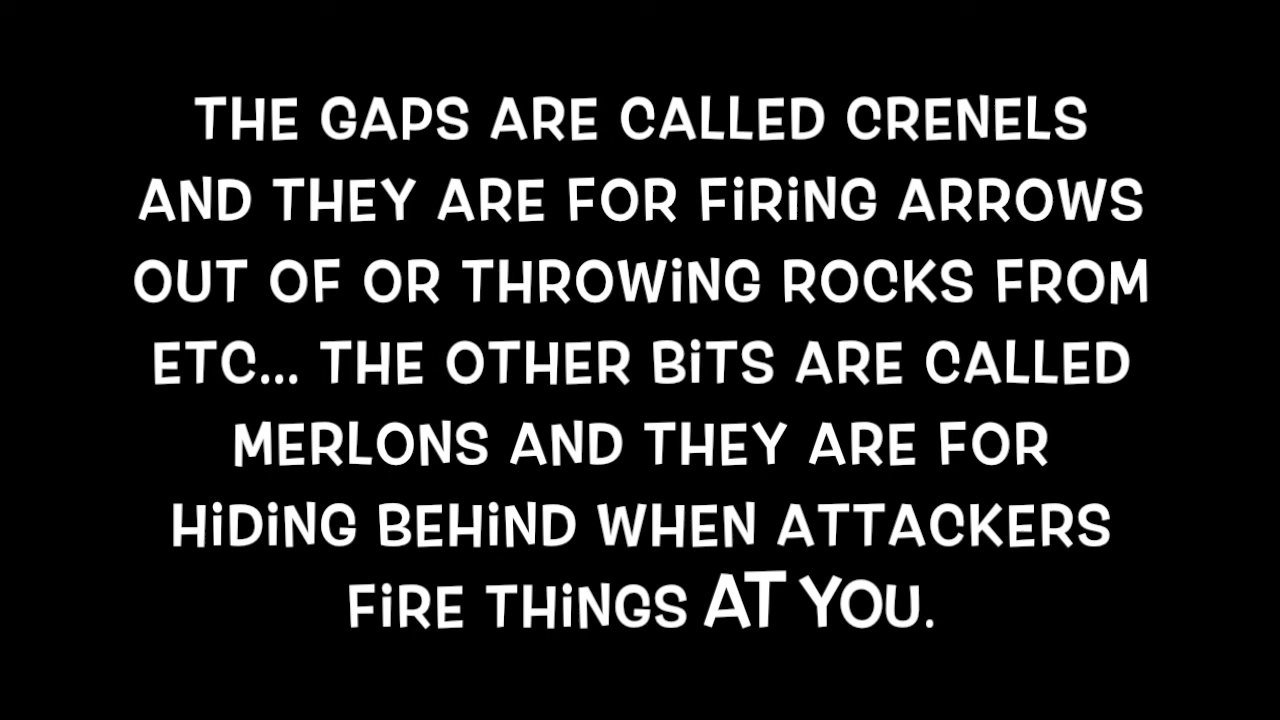 THE GAPS ARE CALLED CRENELS
AND THEY ARE FOR FiRiNG ARROWS
OUT OF OR THROWiNG ROCKS FROM
ETC... THE OTHER BiTS ARE CALLED
MERLONS AND THEY ARE FOR
HiDiNG BEHiND WHEN ATTACKERS
FiRE THiNGS AT YOU.